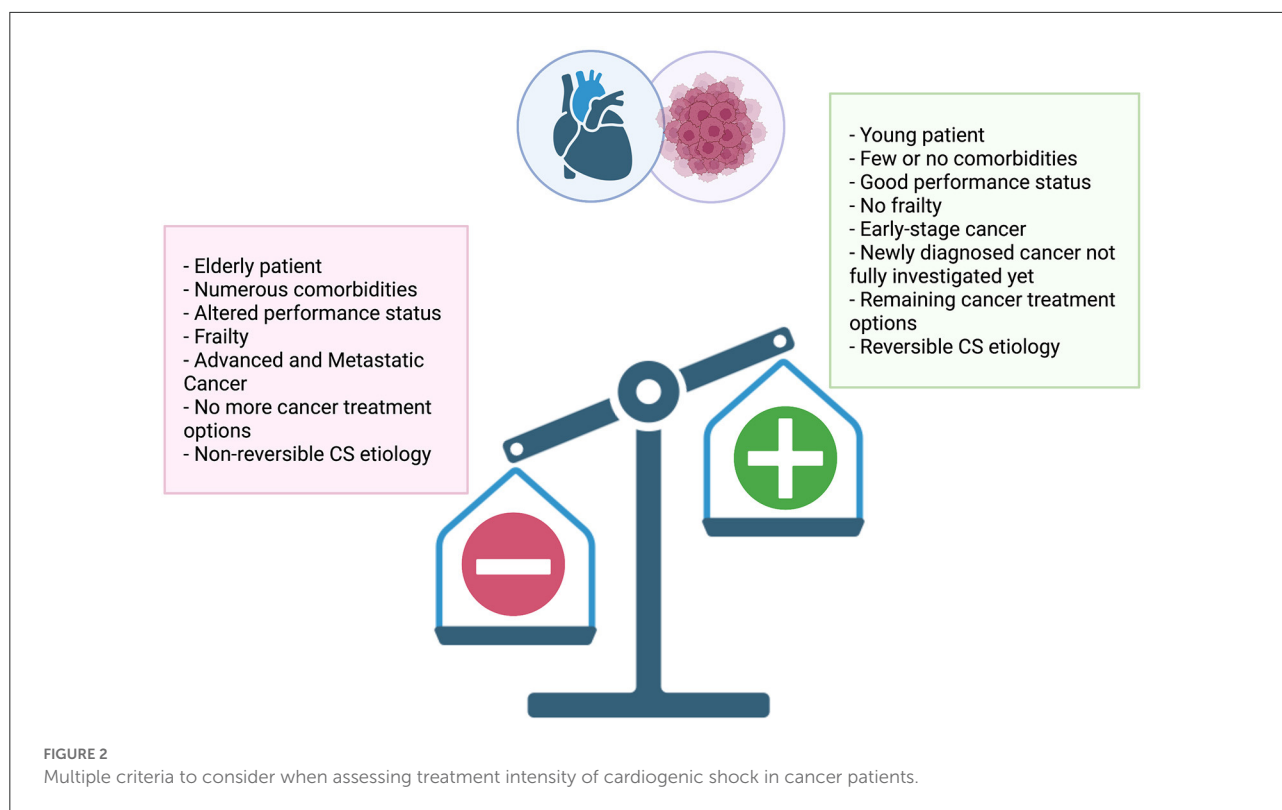 - Elderly patient
- Numerous comorbidities
- Altered performance status
- Frailty
- Advanced and Metastatic
Cancer
- No more cancer treatment
options
- Non-reversible CS etiology
- Young patient
- Few or no comorbidities
- Good performance status
- No frailty
- Early-stage cancer
- Newly diagnosed cancer not
fully investigated yet
- Remaining cancer treatment
options
- Reversible CS etiology
FIGURE 2
Multiple criteria to consider when assessing treatment intensity of cardiogenic shock in cancer patients.